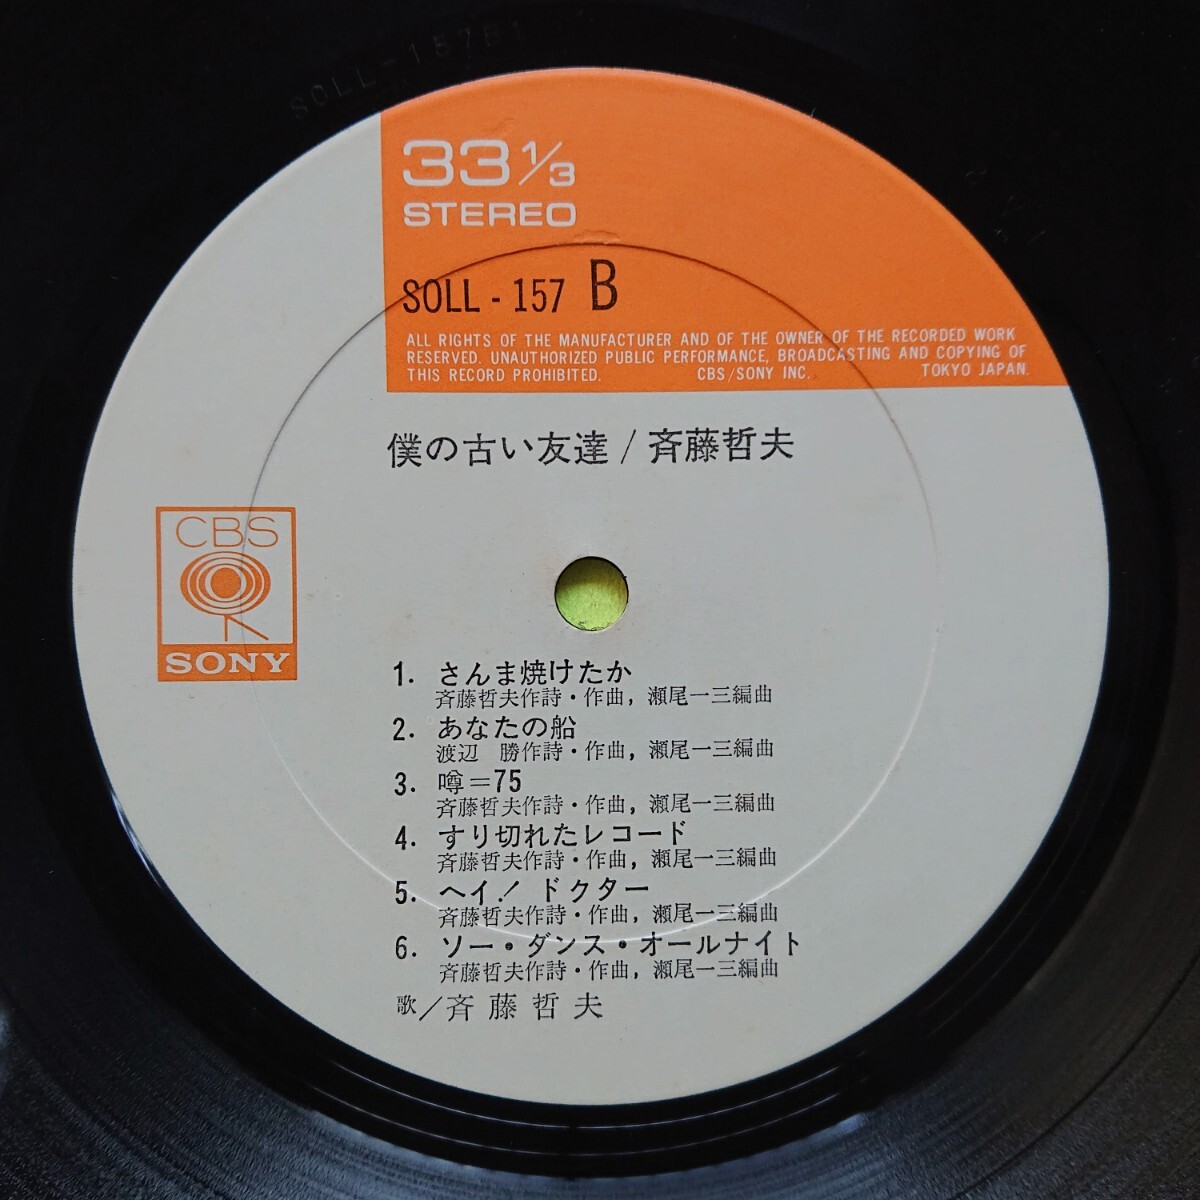 SOLL-157B1
33 1/3
STEREO
SOLL - 157 B
ALL RIGHTS OF THE MANUFACTURER AND OF THE OWNER OF THE RECORDED WORK
RESERVED. UNAUTHORIZED PUBLIC PERFORMANCE, BROADCASTING AND COPYING OF
THIS RECORD PROHIBITED. CBS/SONY INC. TOKYO JAPAN.
僕の古い友達 / 斉藤哲夫
CBS
SONY
1. さんま焼けたか
斉藤哲夫作詩・作曲, 瀬尾一三編曲
2. あなたの船
渡辺 勝作詩・作曲, 瀬尾一三編曲
3. 噂=75
斉藤哲夫作詩・作曲, 瀬尾一三編曲
4. すり切れたレコード
斉藤哲夫作詩・作曲, 瀬尾一三編曲
5. ヘイ! ドクター
斉藤哲夫作詩・作曲, 瀬尾一三編曲
6. ソー・ダンス・オールナイト
斉藤哲夫作詩・作曲, 瀬尾一三編曲
歌/斉 藤 哲 夫